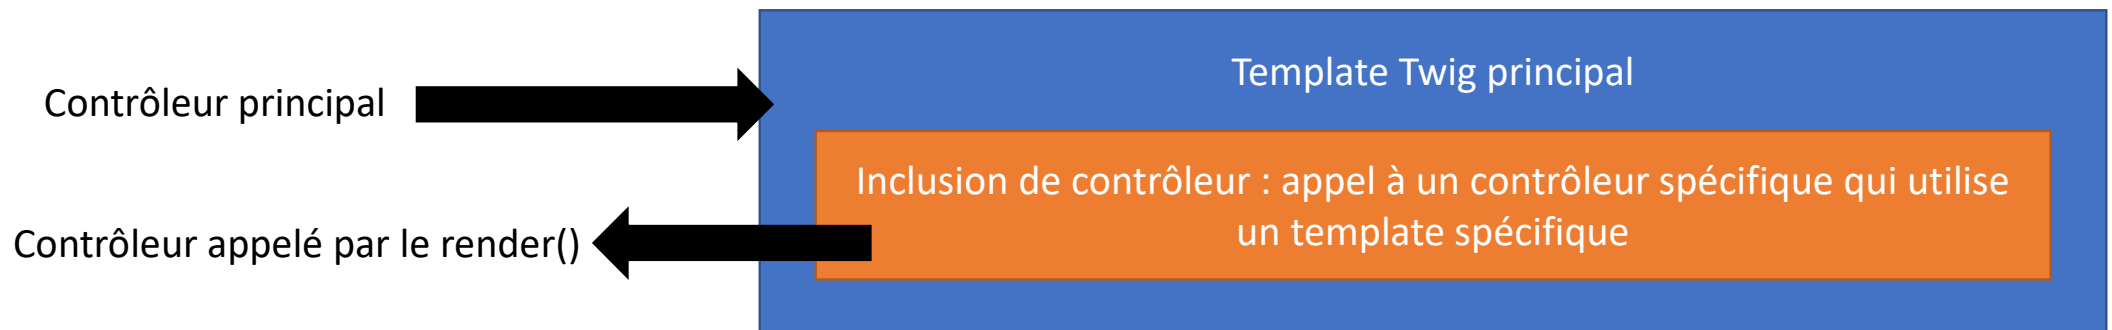 Template Twig principal
Contrôleur principal
Inclusion de contrôleur : appel à un contrôleur spécifique qui utilise
un template spécifique
Contrôleur appelé par le render()